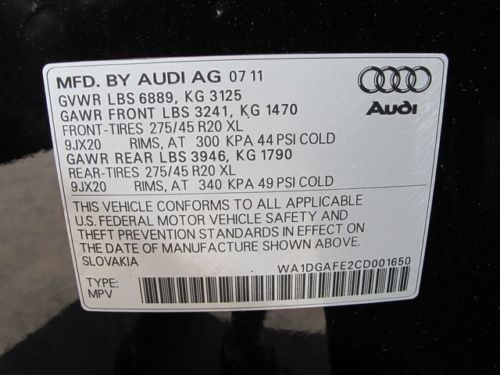 MFD. BY AUDI AG 07 11
GVWR LBS 6889, KG 3125
GAWR FRONT LBS 3241, KG 1470
FRONT-TIRES 275/45 R20 XL
9JX20 RIMS, AT 300 KPA 44 PSI COLD
GAWR REAR LBS 3946, KG 1790
REAR-TIRES 275/45 R20 XL
9JX20 RIMS, AT 340 KPA 49 PSI COLD
Audi
THIS VEHICLE CONFORMS TO ALL APPLICABLE
U.S. FEDERAL MOTOR VEHICLE SAFETY AND
THEFT PREVENTION STANDARDS IN EFFECT ON
THE DATE OF MANUFACTURE SHOWN ABOVE.
SLOVAKIA
WA1DGAFE2CD001650
TYPE:
MPV